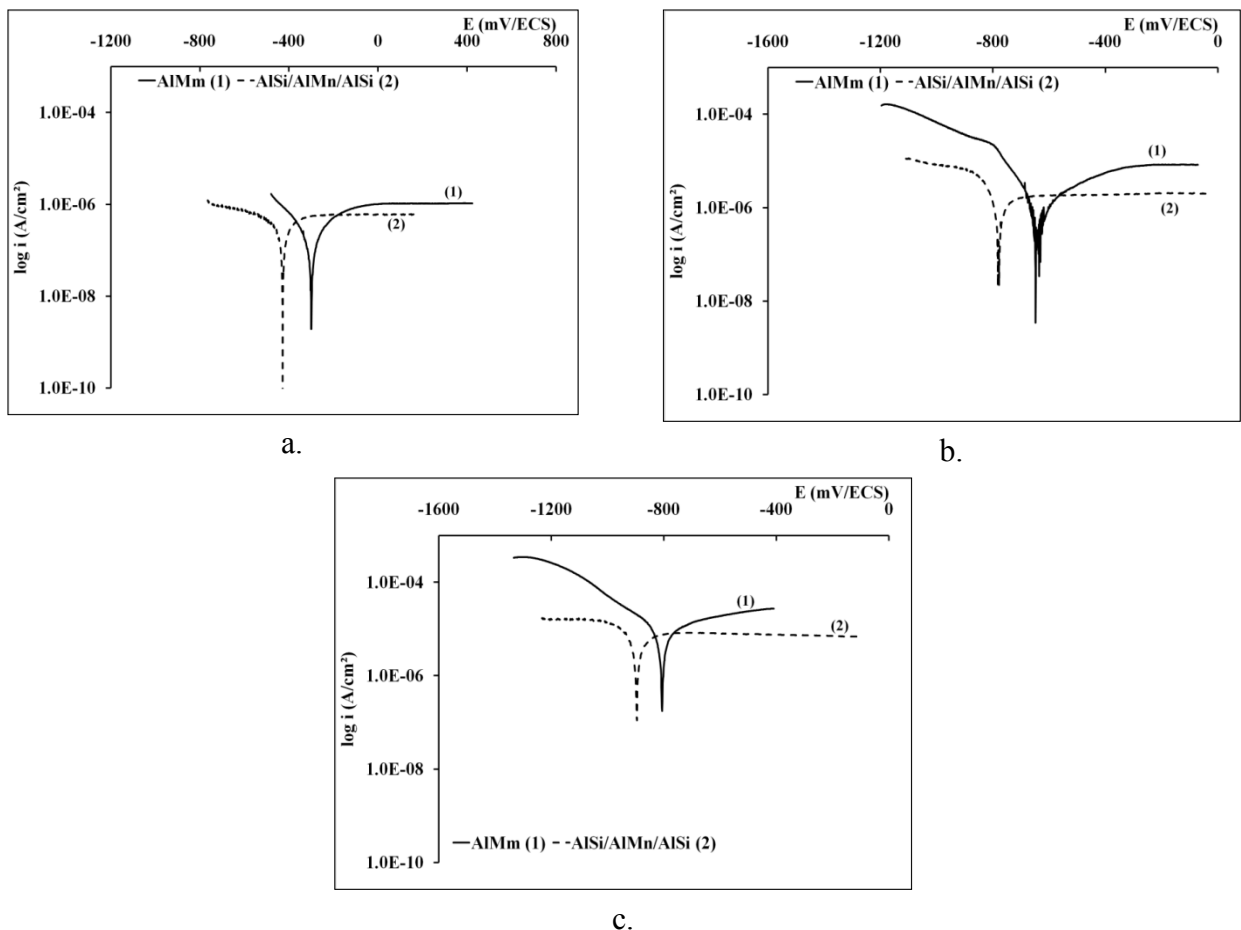 E (mV/ECS)
-1200 -800 -400 0 400 800
AlMm (1) AlSi/AlMn/AlSi (2)
1.0E-04
1.0E-06
1.0E-08
1.0E-10
log i (A/cm²)
(1)
(2)
a.
E (mV/ECS)
-1600 -1200 -800 -400 0
AlMm (1) AlSi/AlMn/AlSi (2)
1.0E-04
1.0E-06
1.0E-08
1.0E-10
log i (A/cm²)
(1)
(2)
b.
E (mV/ECS)
-1600 -1200 -800 -400 0
1.0E-04
1.0E-06
1.0E-08
1.0E-10
log i (A/cm²)
(1)
(2)
AlMm (1) AlSi/AlMn/AlSi (2)
c.